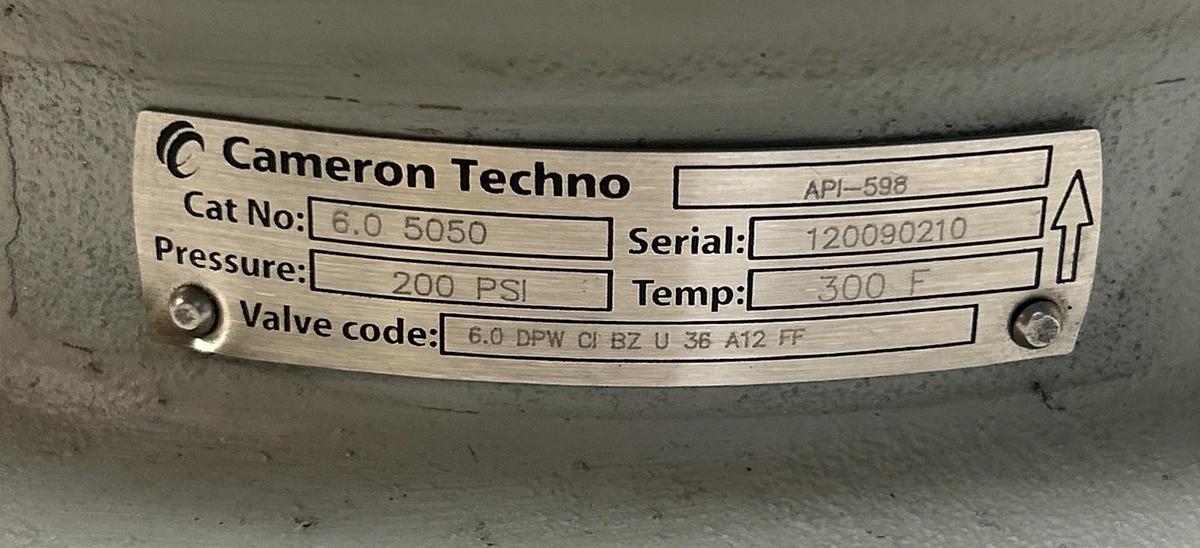 Cameron Techno API-598
Cat No: 6.0 5050 Serial: 120090210
Pressure: 200 PSI Temp: 300 F
Valve code: 6.0 DPW CI BZ U 36 A12 FF